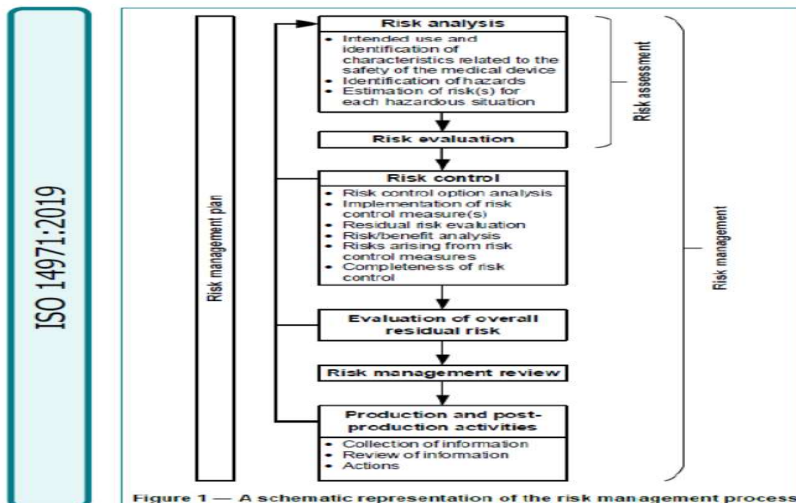 ISO 14971:2019
Risk management plan
Risk analysis
• Intended use and
identification of
characteristics related to the
safety of the medical device
• Identification of hazards
• Estimation of risk(s) for
each hazardous situation
Risk evaluation
Risk assessment
Risk control
• Risk control option analysis
• Implementation of risk
control measure(s)
• Residual risk evaluation
• Risk/benefit analysis
• Risks arising from risk
control measures
• Completeness of risk
control
Evaluation of overall
residual risk
Risk management review
Production and post-
production activities
• Collection of information
• Review of information
• Actions
Risk management
Figure 1 — A schematic representation of the risk management process